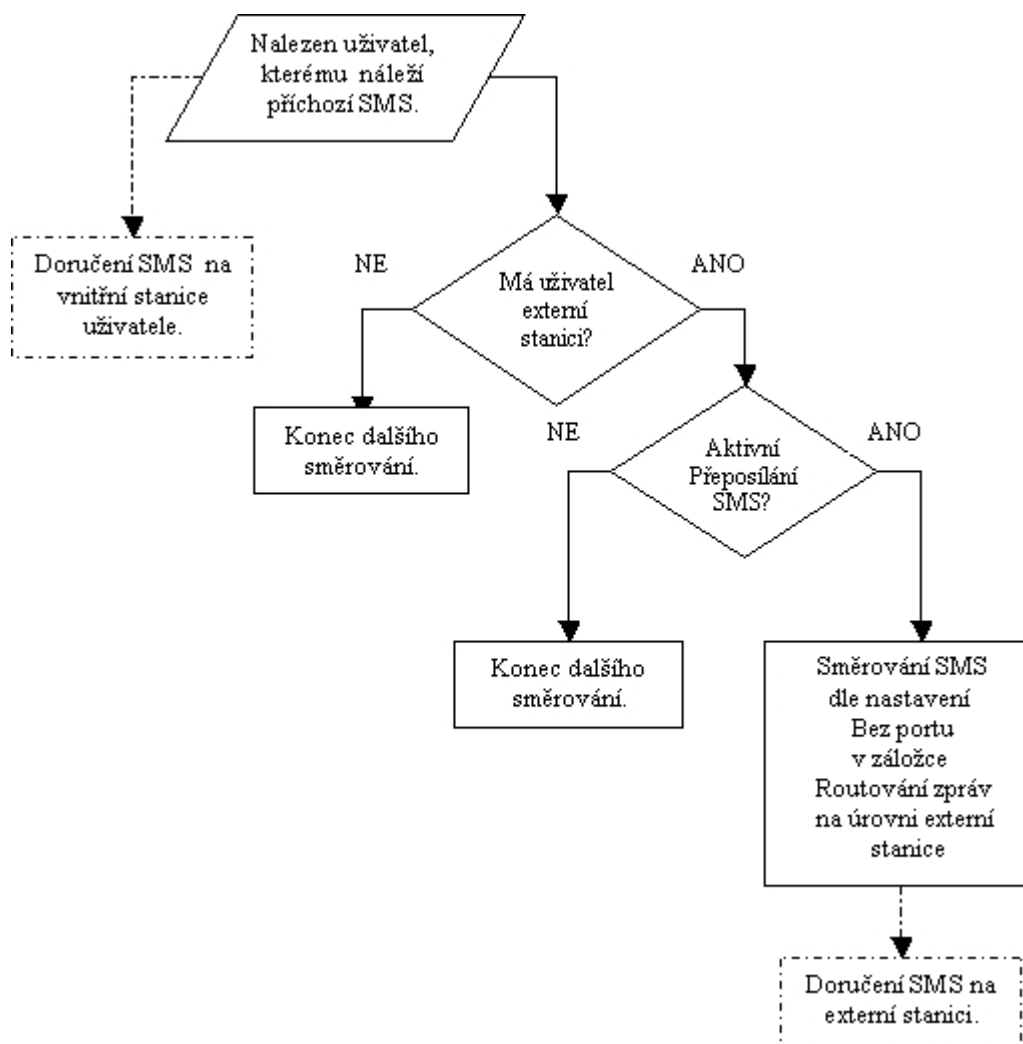 Nalezen uživatel,
kterému náleží
příchozí SMS.
Doručení SMS na
vnitřní stanice
uživatele.
NE
ANO
Má uživatel
externí
stanici?
Konec dalšího
směrování.
NE
ANO
Aktivní
Přeposílání
SMS?
Konec dalšího
směrování.
Směrování SMS
dle nastavení
Bez portu
v záložce
Routování zpráv
na úrovni externí
stanice
Doručení SMS na
externí stanici.